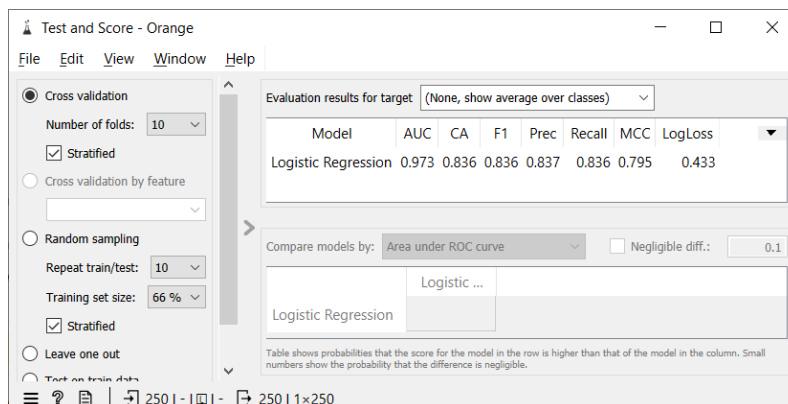 Test and Score - Orange
File Edit View Window Help
Cross validation
Number of folds: 10
Stratified
Cross validation by feature
Random sampling
Repeat train/test: 10
Training set size: 66 %
Stratified
Leave one out
Test on train data
Evaluation results for target (None, show average over classes)
Model AUC CA F1 Prec Recall MCC LogLoss
Logistic Regression 0.973 0.836 0.836 0.837 0.836 0.795 0.433
Compare models by: Area under ROC curve Negligible diff.: 0.1
Logistic ...
Logistic Regression
Table shows probabilities that the score for the model in the row is higher than that of the model in the column. Small
numbers show the probability that the difference is negligible.
250 | - | - 250 | 1×250